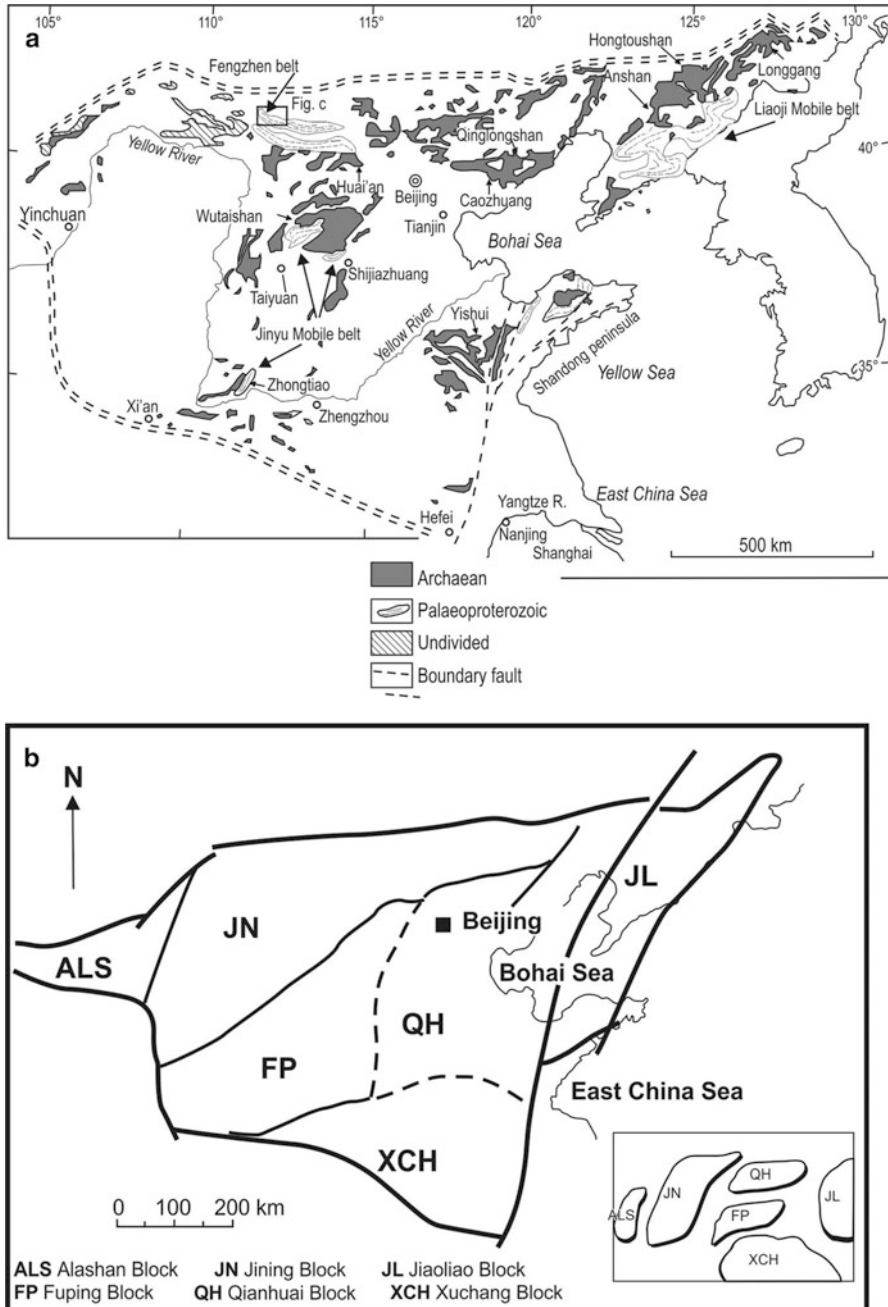 105° 110° 115° 120° 125° 130°
a
Hongtoushan
Fengzhen belt
Anshan
Longgang
Fig. c
Liaoji Mobile belt
Qinglongshan
Yellow River
40°
Huai'an
Beijing
Caozhuang
Yinchuan
Wutaishan
Tianjin
Bohai Sea
Shijiazhuang
Taiyuan
Yellow River
Yishui
Jinyu Mobile belt
Shandong peninsula
35°
Yellow Sea
Zhongtiao
Xi'an
Zhengzhou
East China Sea
Yangtze R.
Hefei
Nanjing
Shanghai
500 km
Archaean
Palaeoproterozoic
Undivided
Boundary fault
b
N
JL
JN
Beijing
ALS
Bohai Sea
QH
FP
East China Sea
XCH
0 100 200 km
ALS JN QH JL
FP
XCH
ALS Alashan Block JN Jining Block JL Jiaoliao Block
FP Fuping Block QH Qianhuai Block XCH Xuchang Block